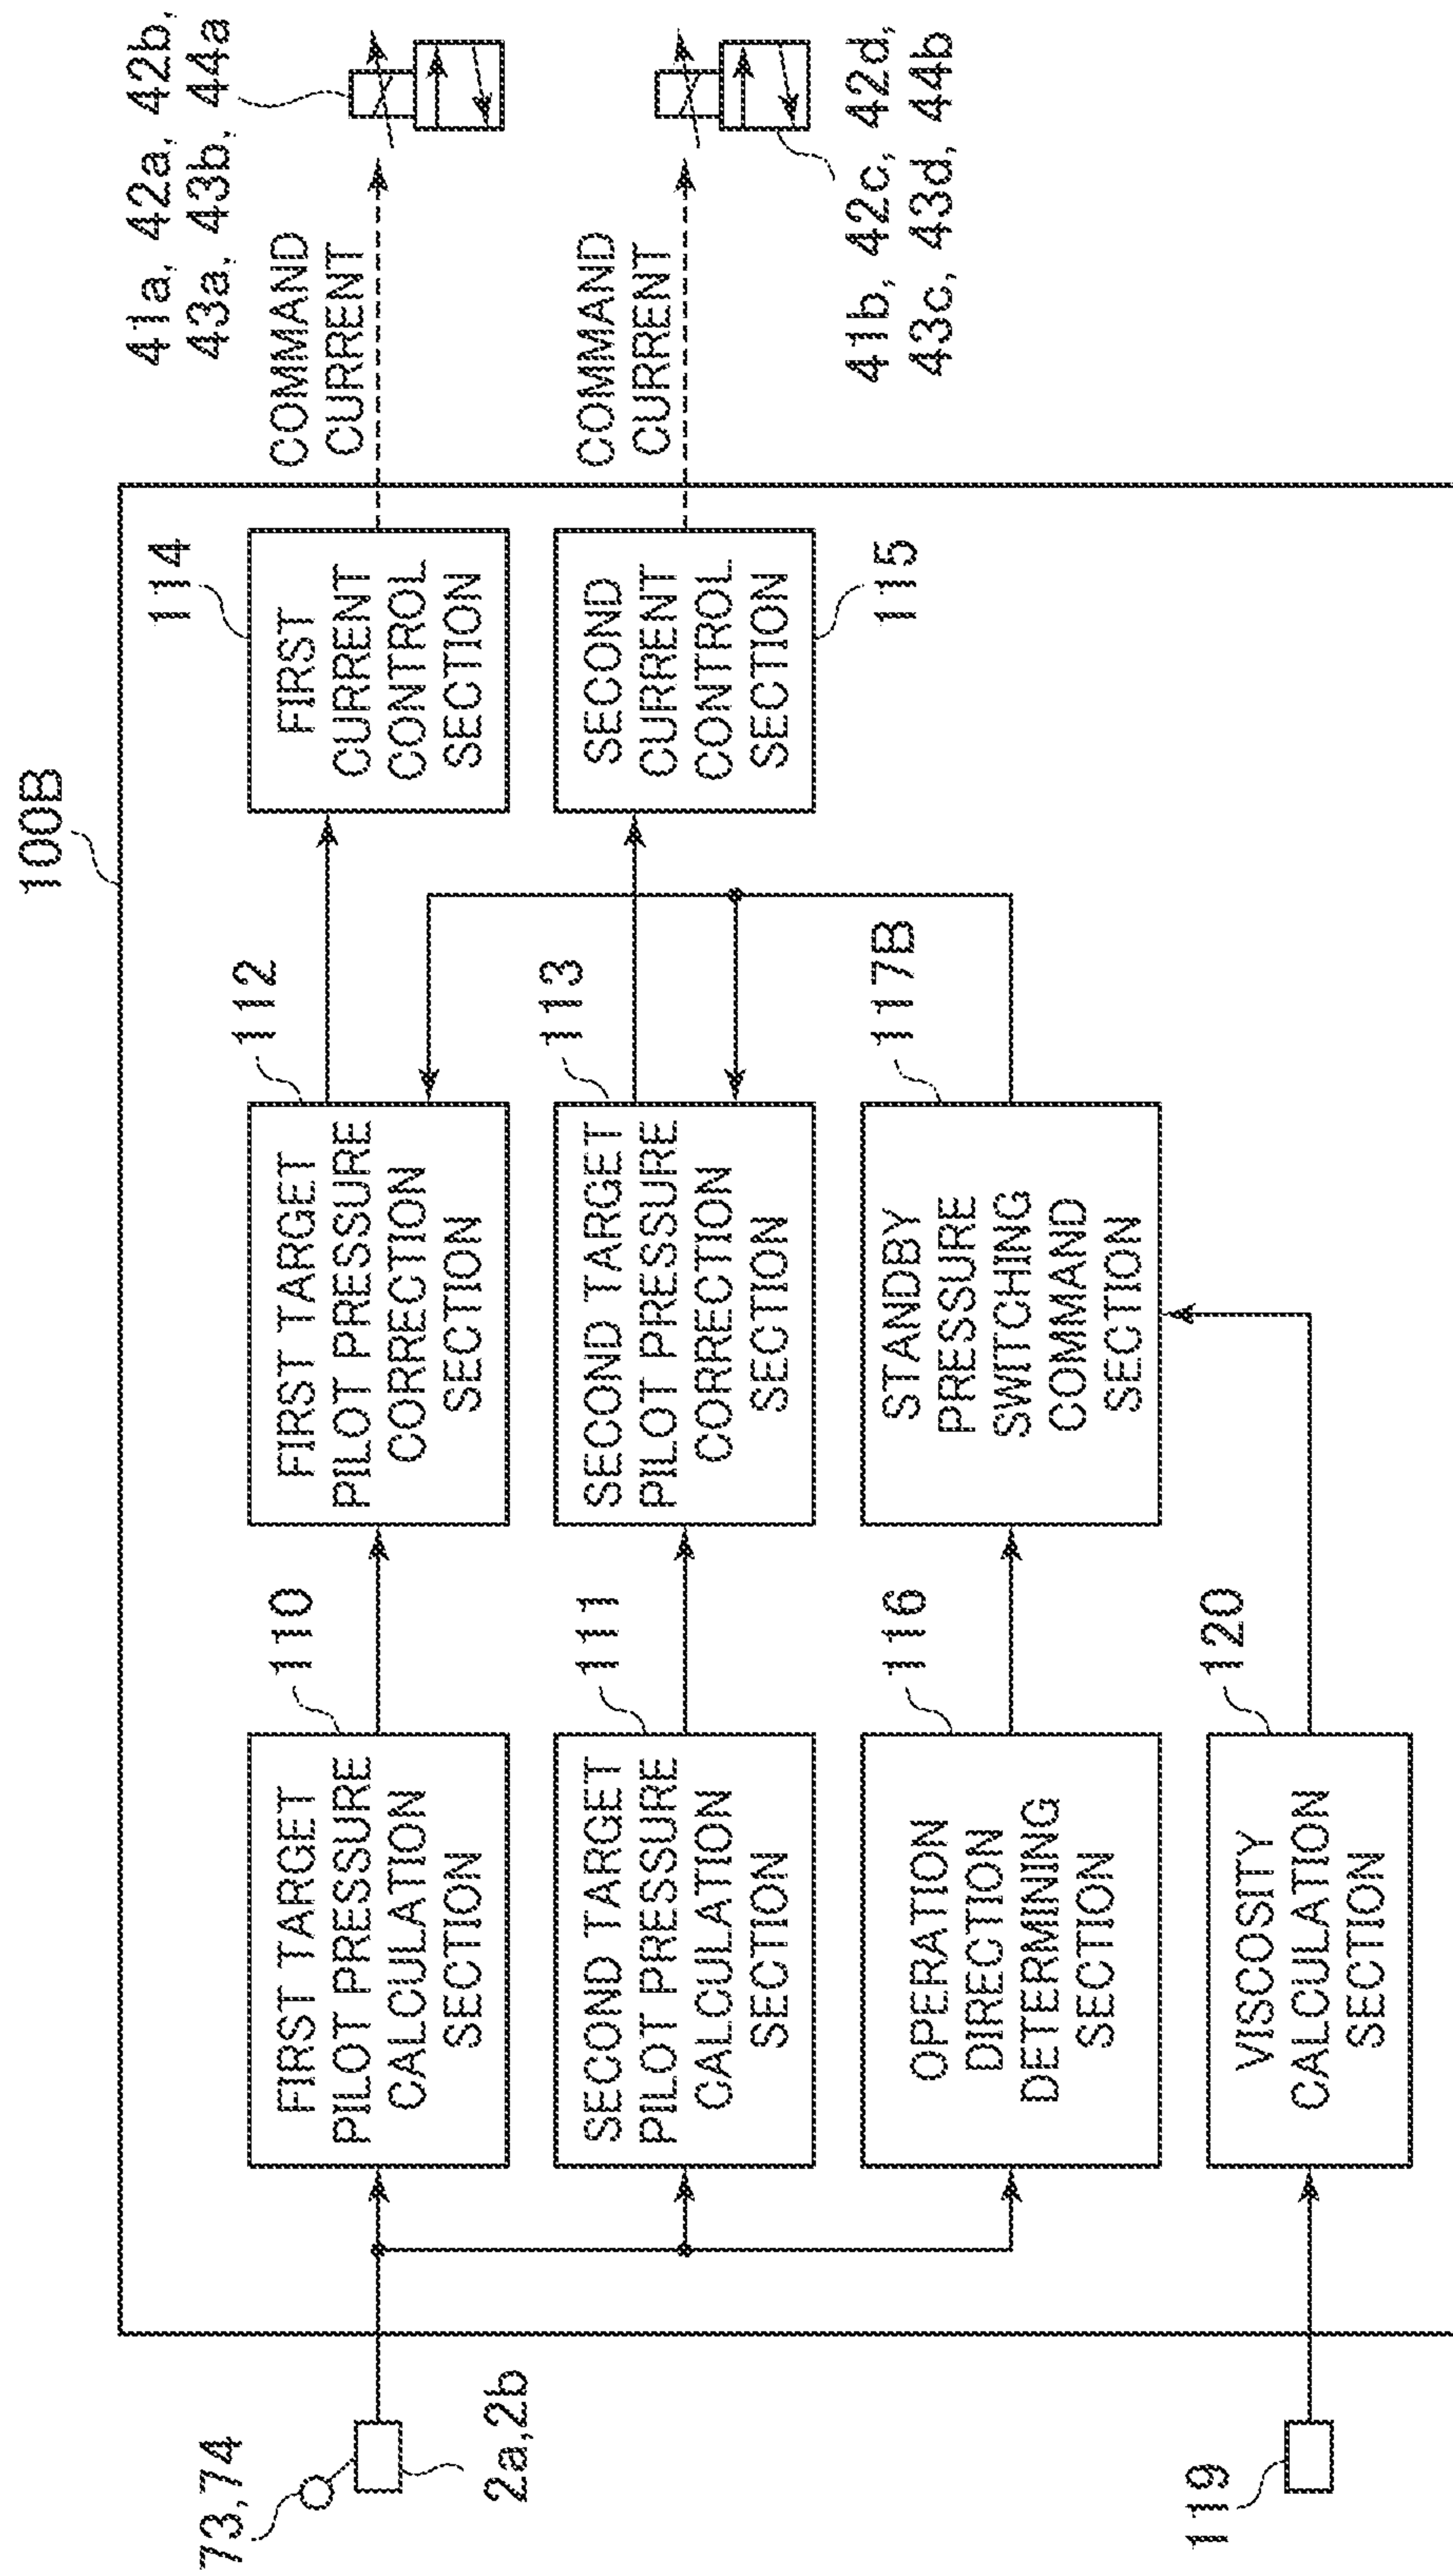 100B
73,74
2a,2b
119
110
FIRST TARGET
PILOT PRESSURE
CALCULATION
SECTION
112
FIRST TARGET
PILOT PRESSURE
CORRECTION
SECTION
114
FIRST
CURRENT
CONTROL
SECTION
COMMAND
CURRENT
41a, 42a, 42b,
43a, 43b, 44a
111
SECOND TARGET
PILOT PRESSURE
CALCULATION
SECTION
113
SECOND TARGET
PILOT PRESSURE
CORRECTION
SECTION
115
SECOND
CURRENT
CONTROL
SECTION
COMMAND
CURRENT
41b, 42c, 42d,
43c, 43d, 44b
116
OPERATION
DIRECTION
DETERMINING
SECTION
117B
STANDBY
PRESSURE
SWITCHING
COMMAND
SECTION
120
VISCOSITY
CALCULATION
SECTION